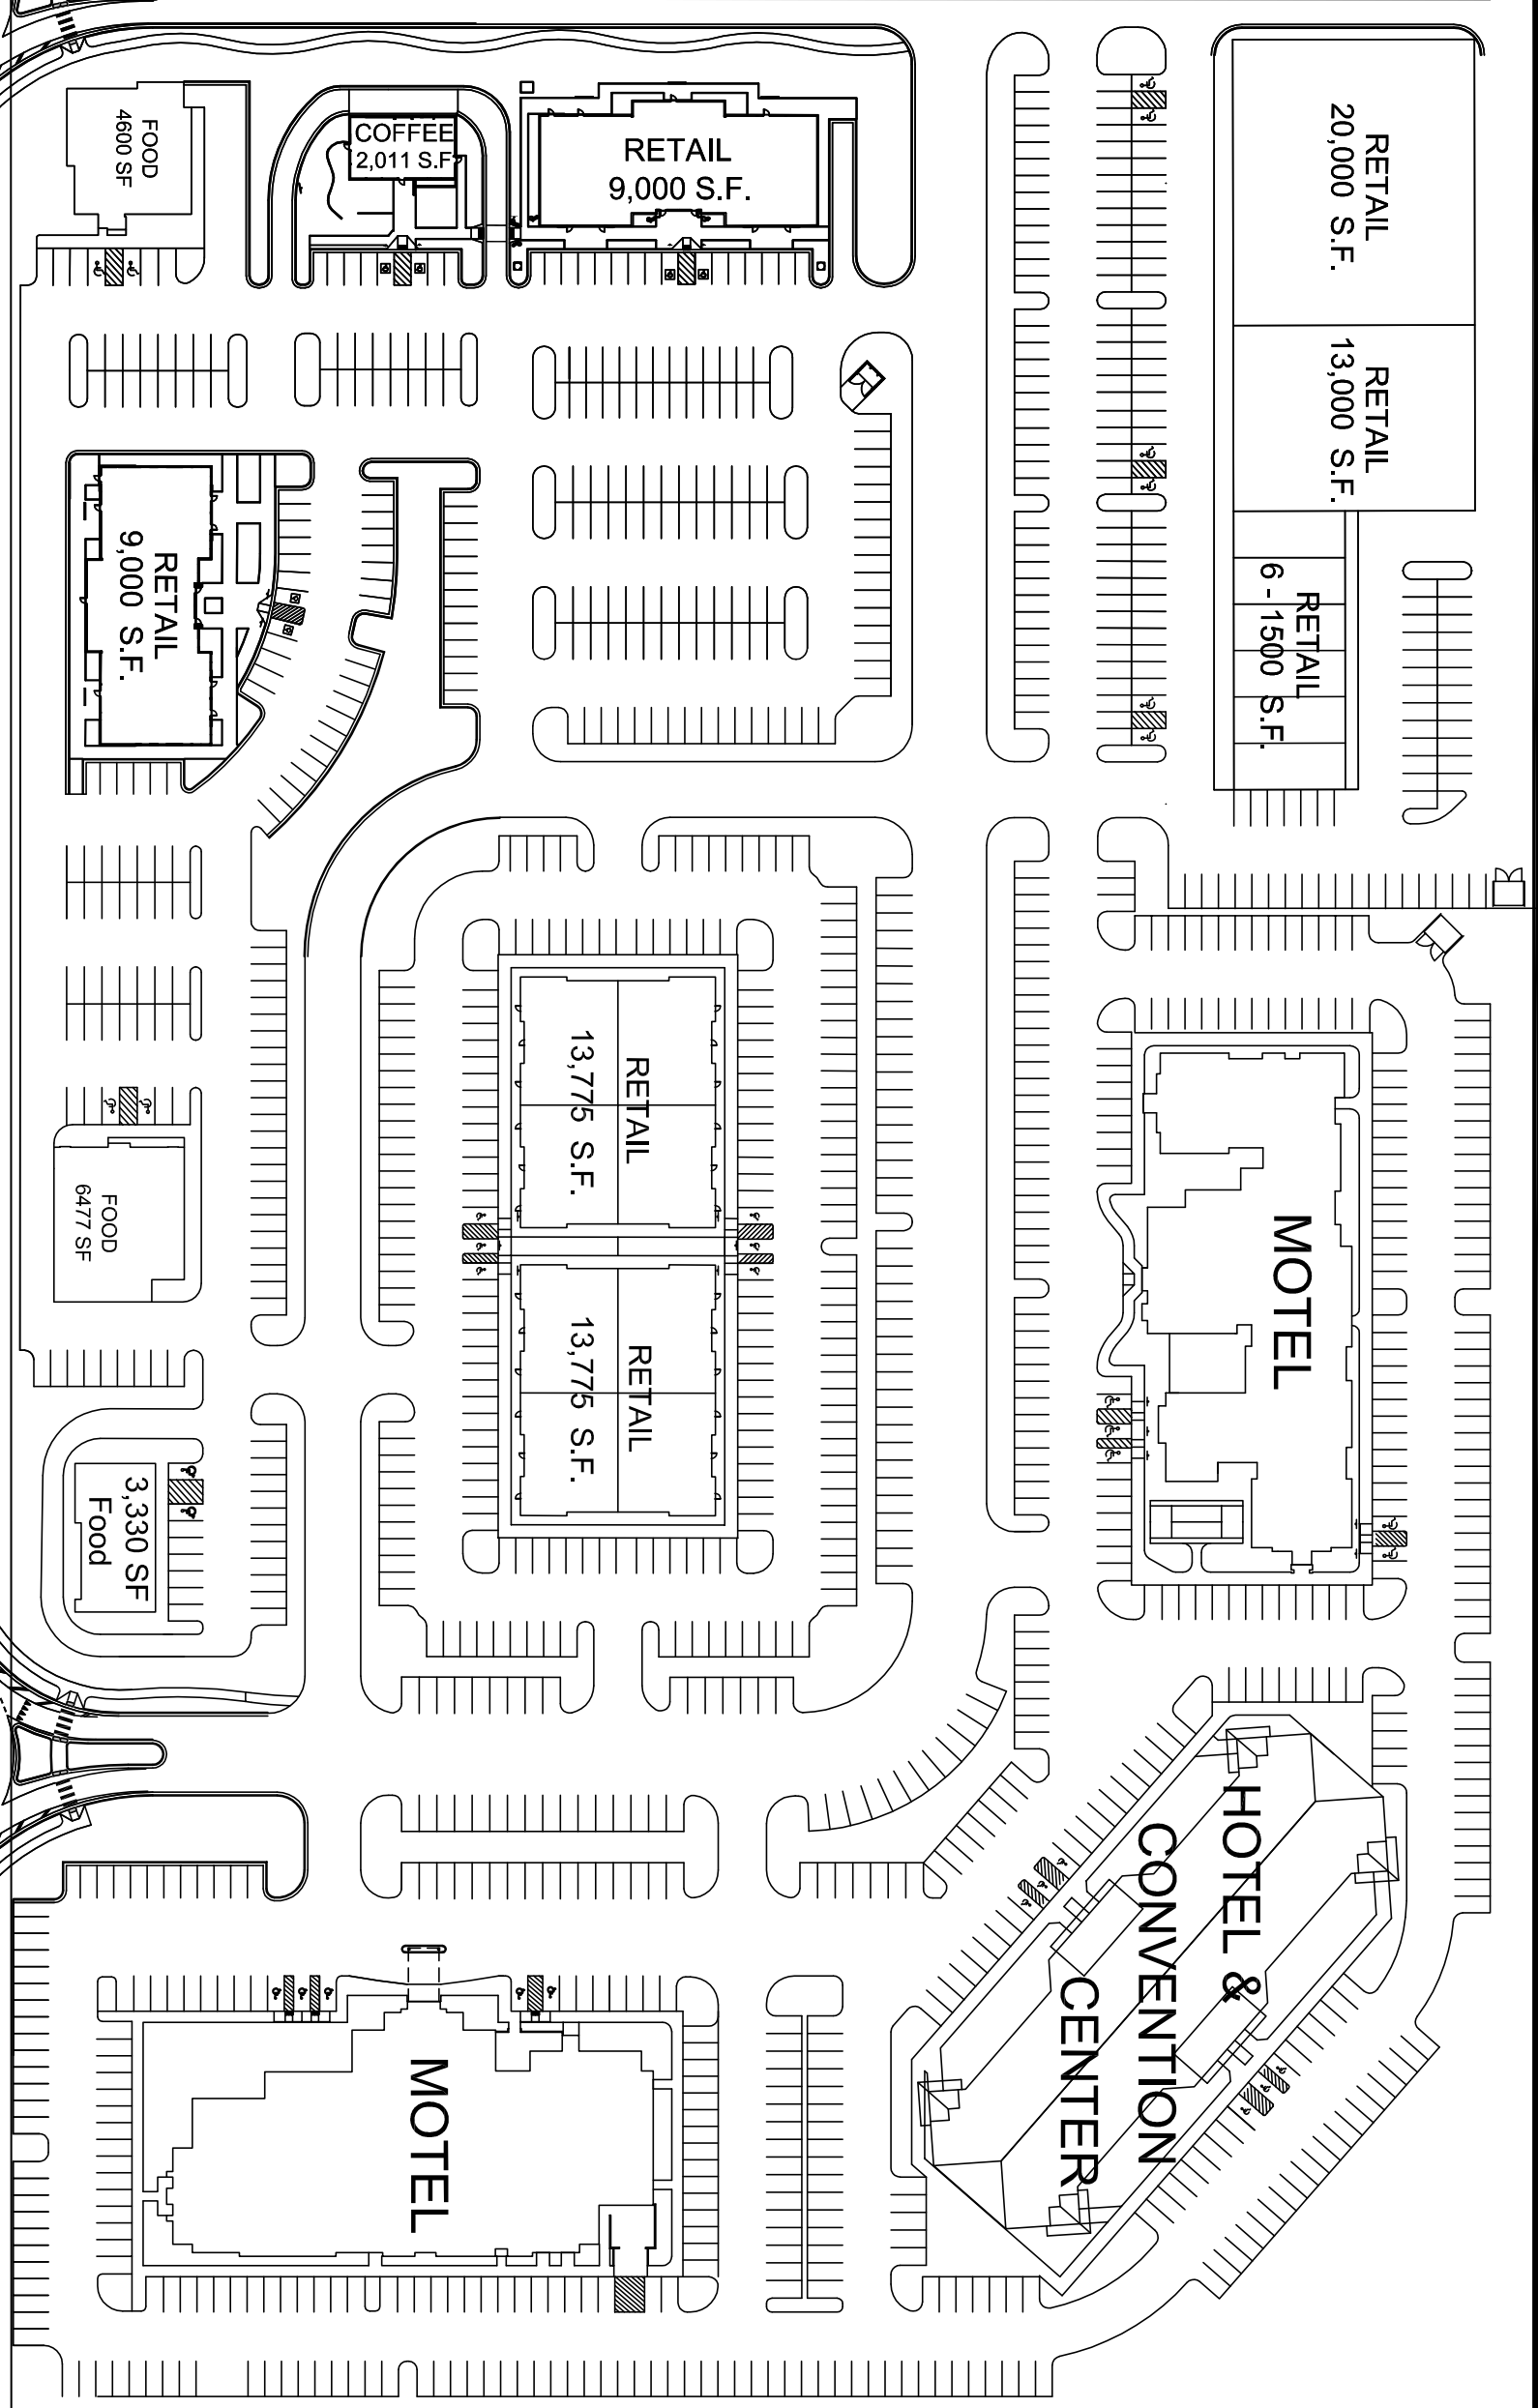 FOOD
4600 SF
COFFEE
2,011 S.F
RETAIL
9,000 S.F.
RETAIL
20,000 S.F.
RETAIL
13,000 S.F.
RETAIL
6 - 1500 S.F.
RETAIL
9,000 S.F.
RETAIL
13,775 S.F.
FOOD
6477 SF
MOTEL
RETAIL
13,775 S.F.
3,330 SF
Food
HOTEL &
CONVENTION
CENTER
MOTEL